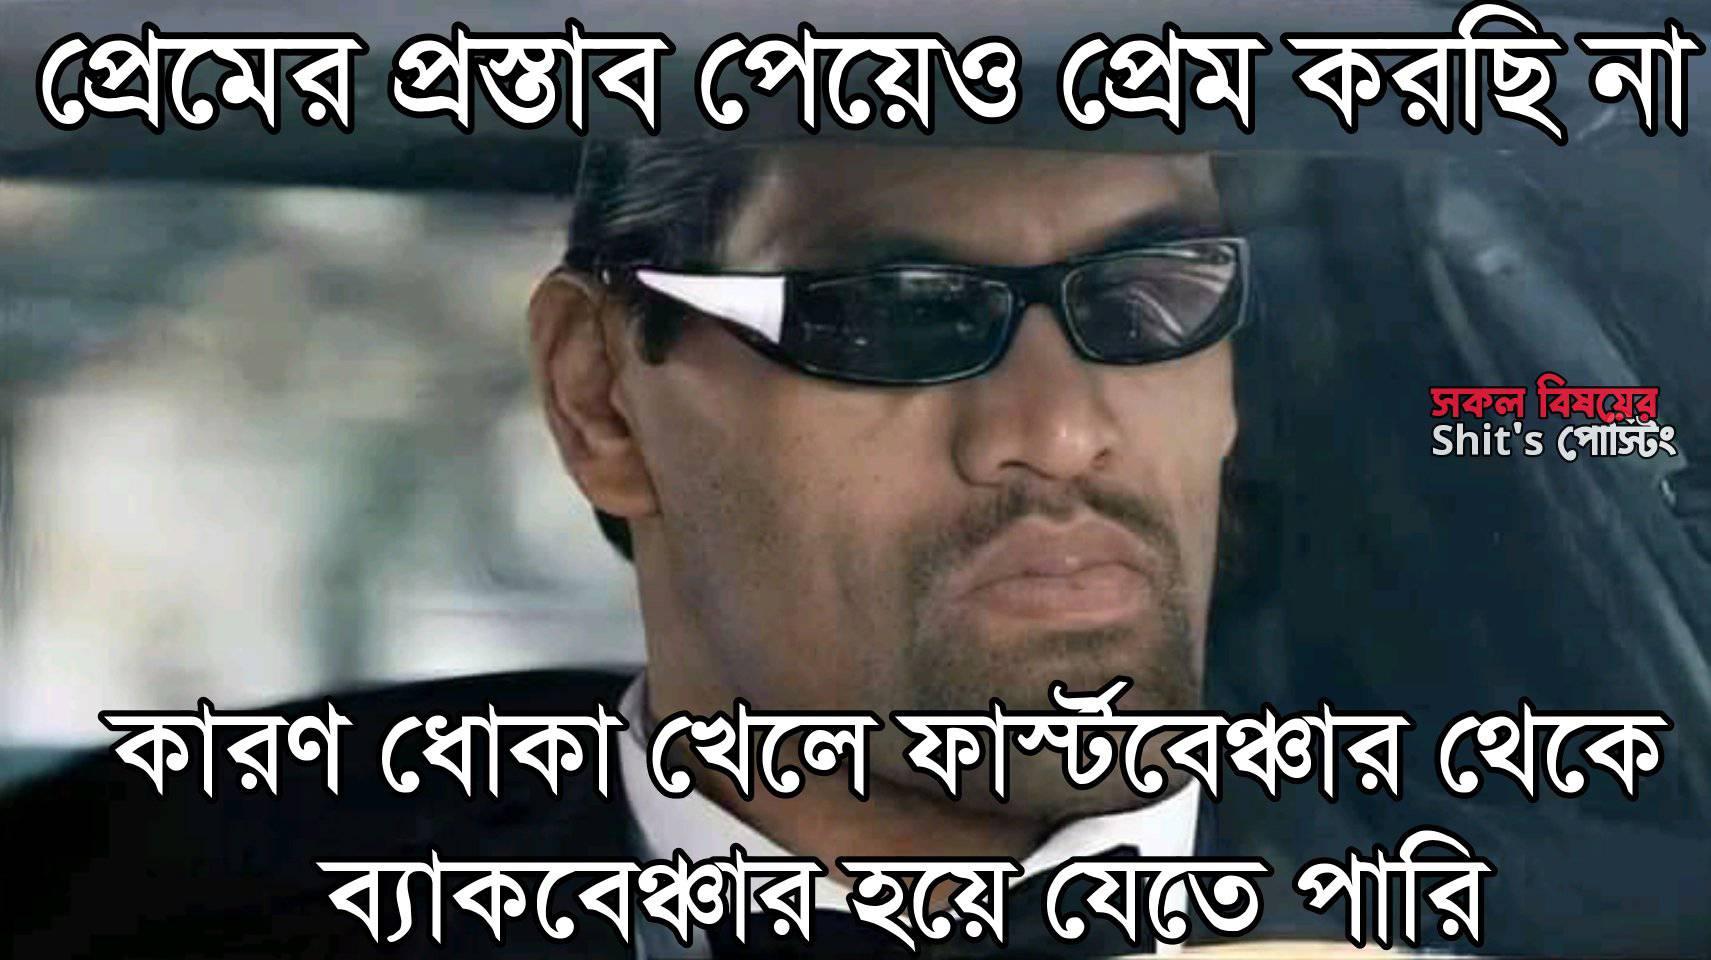 প্রেমের প্রস্তাব পেয়েও প্রেম করছি না
সকল বিষয়ের
Shit's পোস্টিং
কারণ ধোকা খেলে ফার্স্টবেঞ্চার থেকে
ব্যাকবেঞ্চার হয়ে যেতে পারি